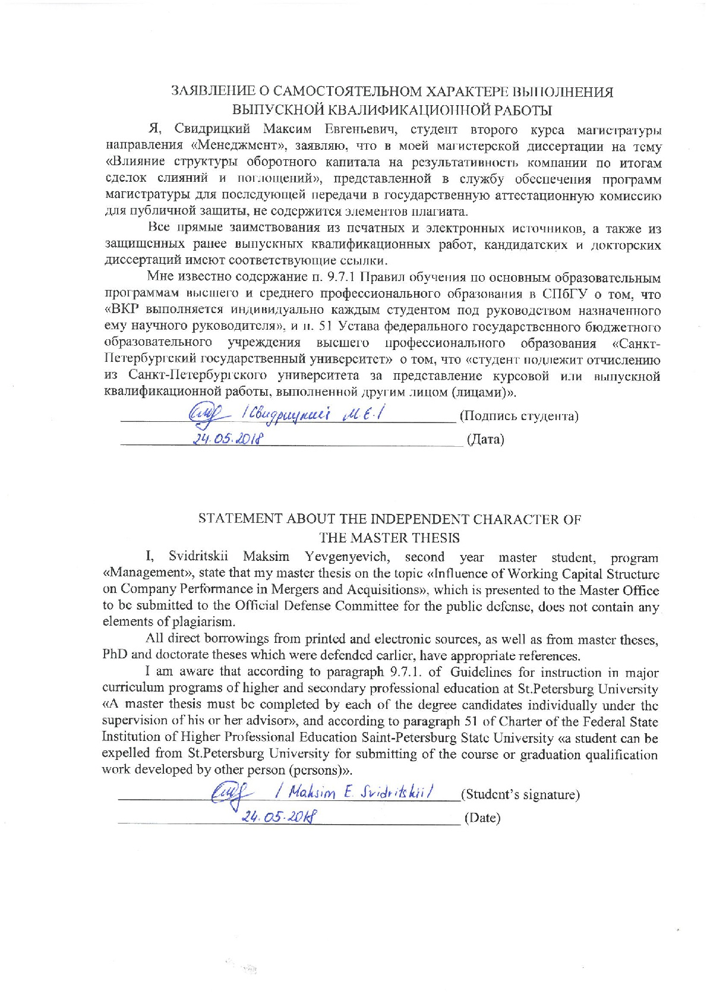 ЗАЯВЛЕНИЕ О САМОСТОЯТЕЛЬНОМ ХАРАКТЕРЕ ВЫПОЛНЕНИЯ
ВЫПУСКНОЙ КВАЛИФИКАЦИОННОЙ РАБОТЫ
Я, Свидрицкий Максим Евгеньевич, студент второго курса магистратуры
направления «Менеджмент», заявляю, что в моей магистерской диссертации на тему
«Влияние структуры оборотного капитала на результативность компании по итогам
сделок слияний и поглощений», представленной в службу обеспечения программ
магистратуры для последующей передачи в государственную аттестационную комиссию
для публичной защиты, не содержится элементов плагиата.
Все прямые заимствования из печатных и электронных источников, а также из
защищенных ранее выпускных квалификационных работ, кандидатских и докторских
диссертаций имеют соответствующие ссылки.
Мне известно содержание п. 9.7.1 Правил обучения по основным образовательным
программам высшего и среднего профессионального образования в СПбГУ о том, что
«ВКР выполняется индивидуально каждым студентом под руководством назначенного
ему научного руководителя», и п. 51 Устава федерального государственного бюджетного
образовательного учреждения высшего профессионального образования «Санкт-
Петербургский государственный университет» о том, что «студент подлежит отчислению
из Санкт-Петербургского университета за представление курсовой или выпускной
квалификационной работы, выполненной другим лицом (лицами)».
/Свидрицкий М.Е./ (Подпись студента)
24.05.2018 (Дата)
STATEMENT ABOUT THE INDEPENDENT CHARACTER OF
THE MASTER THESIS
I, Svidritskii Maksim Yevgenyevich, second year master student, program
«Management», state that my master thesis on the topic «Influence of Working Capital Structure
on Company Performance in Mergers and Acquisitions», which is presented to the Master Office
to be submitted to the Official Defense Committee for the public defense, does not contain any
elements of plagiarism.
All direct borrowings from printed and electronic sources, as well as from master theses,
PhD and doctorate theses which were defended earlier, have appropriate references.
I am aware that according to paragraph 9.7.1. of Guidelines for instruction in major
curriculum programs of higher and secondary professional education at St.Petersburg University
«A master thesis must be completed by each of the degree candidates individually under the
supervision of his or her advisor», and according to paragraph 51 of Charter of the Federal State
Institution of Higher Professional Education Saint-Petersburg State University «a student can be
expelled from St.Petersburg University for submitting of the course or graduation qualification
work developed by other person (persons)».
/ Maksim E. Svidritskii/ (Student's signature)
24.05.2018 (Date)